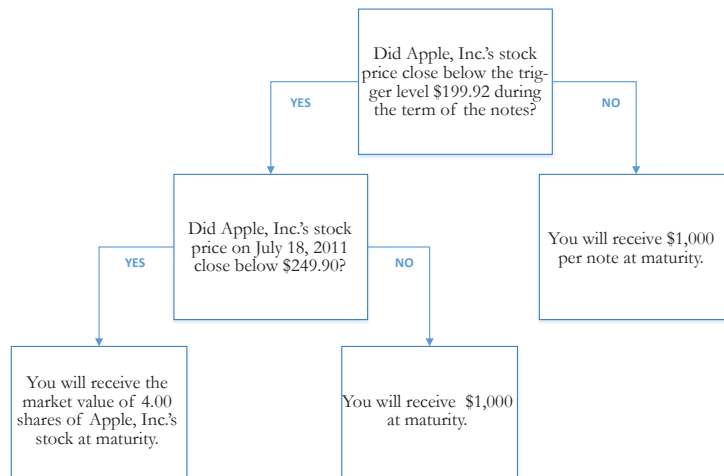 Did Apple, Inc.'s stock
price close below the trig-
ger level $199.92 during
the term of the notes?
YES
NO
Did Apple, Inc.'s stock
price on July 18, 2011
close below $249.90?
You will receive $1,000
per note at maturity.
YES
NO
You will receive the
market value of 4.00
shares of Apple, Inc.'s
stock at maturity.
You will receive $1,000
at maturity.